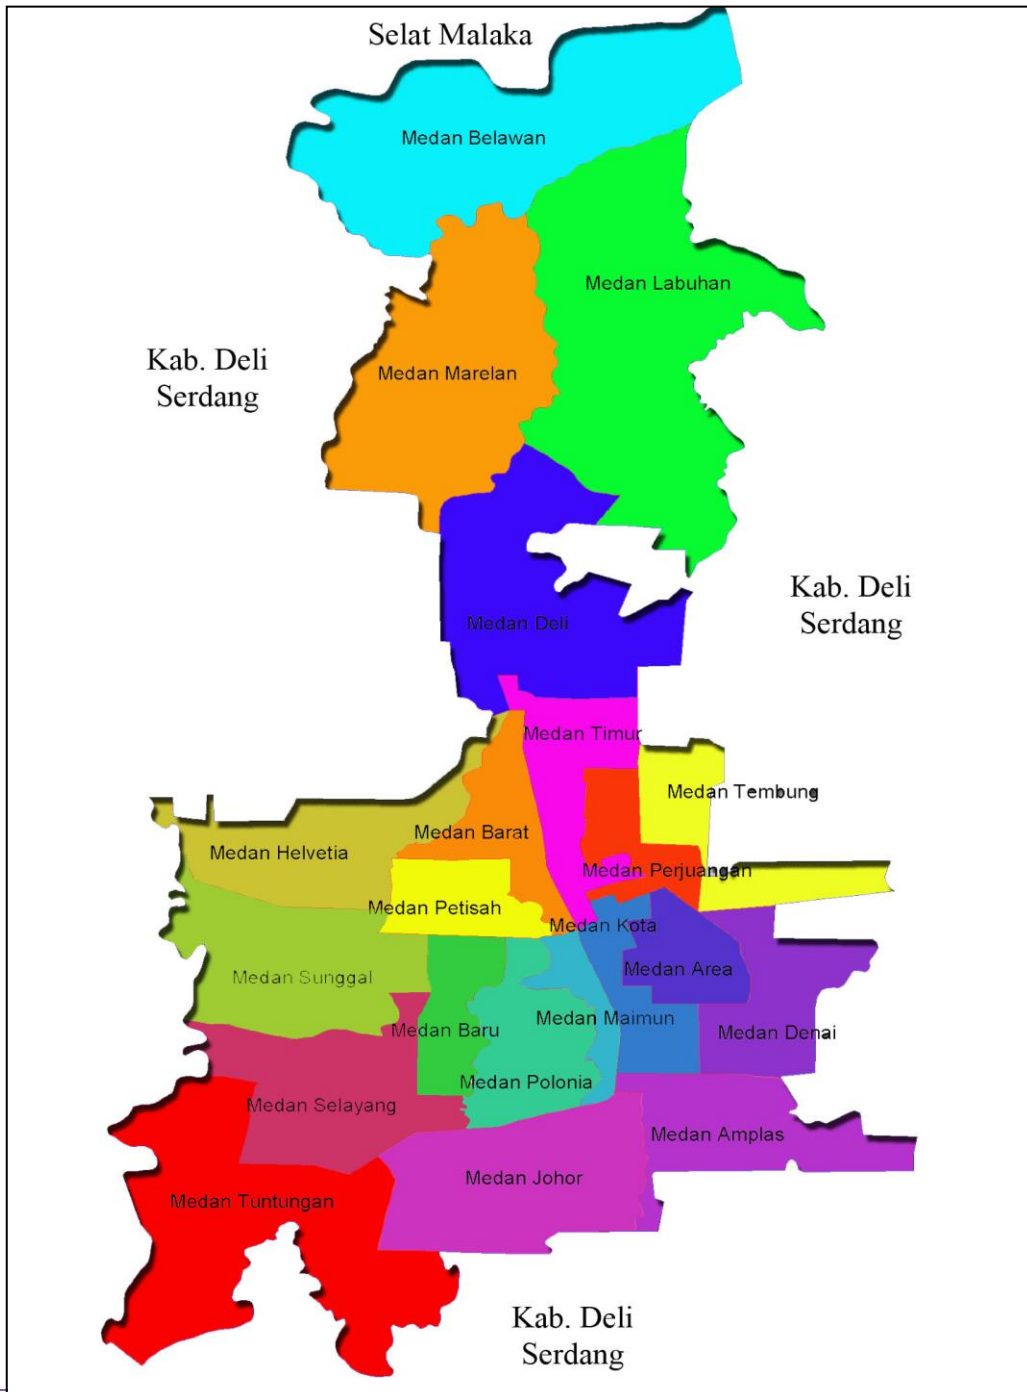 Selat Malaka
Medan Belawan
Medan Labuhan
Kab. Deli
Serdang
Medan Marelan
Kab. Deli
Serdang
Medan Deli
Medan Timur
Medan Tembung
Medan Barat
Medan Helvetia
Medan Perjuangan
Medan Petisah
Medan Kota
Medan Area
Medan Sunggal
Medan Maimun
Medan Baru
Medan Denai
Medan Polonia
Medan Selayang
Medan Amplas
Medan Johor
Medan Tuntungan
Kab. Deli
Serdang